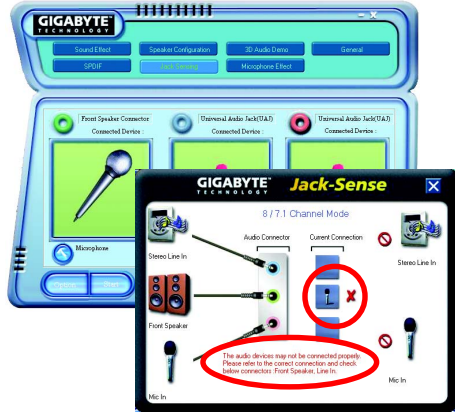 GIGABYTE™
TECHNOLOGY
Sound Effect
Speaker Configuration
3D Audio Demo
General
SPDIF
Jack Sensing
Microphone Effect
Front Speaker Connector
Connected Device :
Universal Audio Jack(UAJ)
Connected Device :
Universal Audio Jack(UAJ)
Connected Device :
Microphone
Start
GIGABYTE™
TECHNOLOGY
Jack-Sense
8 / 7.1 Channel Mode
Audio Connector
Current Connection
Stereo Line In
Stereo Line In
Front Speaker
The audio devices may not be connected properly.
Please refer to the correct connection and check
below connectors :Front Speaker, Line In.
Mic In
Mic In